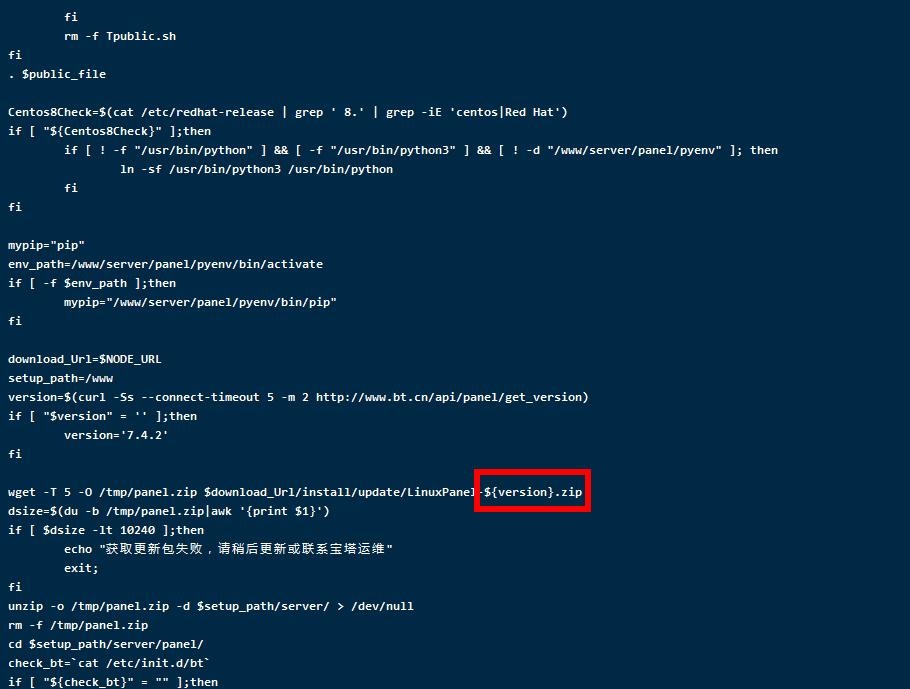 fi
rm -f Tpublic.sh
fi
. $public_file
Centos8Check=$(cat /etc/redhat-release | grep ' 8.' | grep -iE 'centos|Red Hat')
if [ "${Centos8Check}" ];then
if [ ! -f "/usr/bin/python" ] && [ -f "/usr/bin/python3" ] && [ ! -d "/www/server/panel/pyenv" ]; then
ln -sf /usr/bin/python3 /usr/bin/python
fi
fi
mypip="pip"
env_path=/www/server/panel/pyenv/bin/activate
if [ -f $env_path ];then
mypip="/www/server/panel/pyenv/bin/pip"
fi
download_Url=$NODE_URL
setup_path=/www
version=$(curl -Ss --connect-timeout 5 -m 2 http://www.bt.cn/api/panel/get_version)
if [ "$version" = '' ];then
version='7.4.2'
fi
wget -T 5 -O /tmp/panel.zip $download_Url/install/update/LinuxPanel-${version}.zip
dsize=$(du -b /tmp/panel.zip|awk '{print $1}')
if [ $dsize -lt 10240 ];then
echo "获取更新包失败，请稍后更新或联系宝塔运维"
exit;
fi
unzip -o /tmp/panel.zip -d $setup_path/server/ > /dev/null
rm -f /tmp/panel.zip
cd $setup_path/server/panel/
check_bt=`cat /etc/init.d/bt`
if [ "${check_bt}" = "" ];then